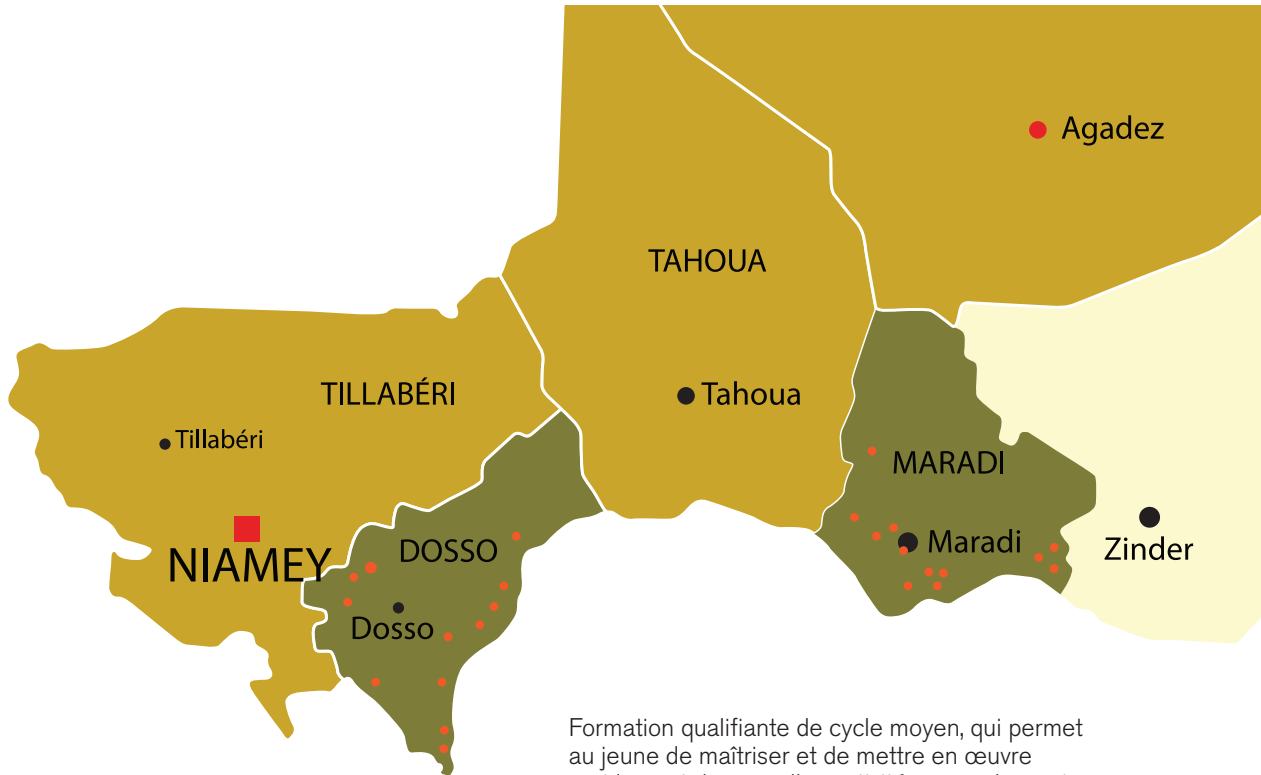 Agadez
TAHOUA
TILLABÉRI
Tahoua
Tillabéri
MARADI
NIAMEY
DOSSO
Maradi
Zinder
Dosso
Formation qualifiante de cycle moyen, qui permet
au jeune de maîtriser et de mettre en œuvre